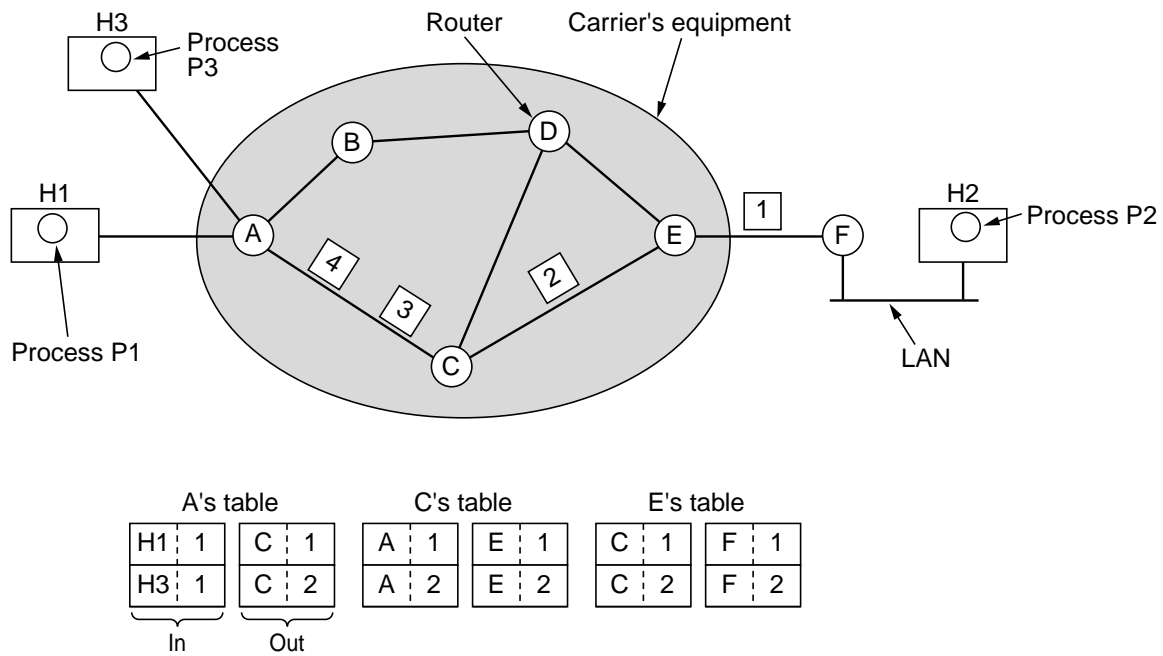 H3
Process
P3
Router
Carrier's equipment
B
D
H1
A
E
1
F
H2
Process P2
4
3
2
C
Process P1
LAN
A's table
C's table
E's table
H1 1 C 1 A 1 E 1 C 1 F 1
H3 1 C 2 A 2 E 2 C 2 F 2
In
Out